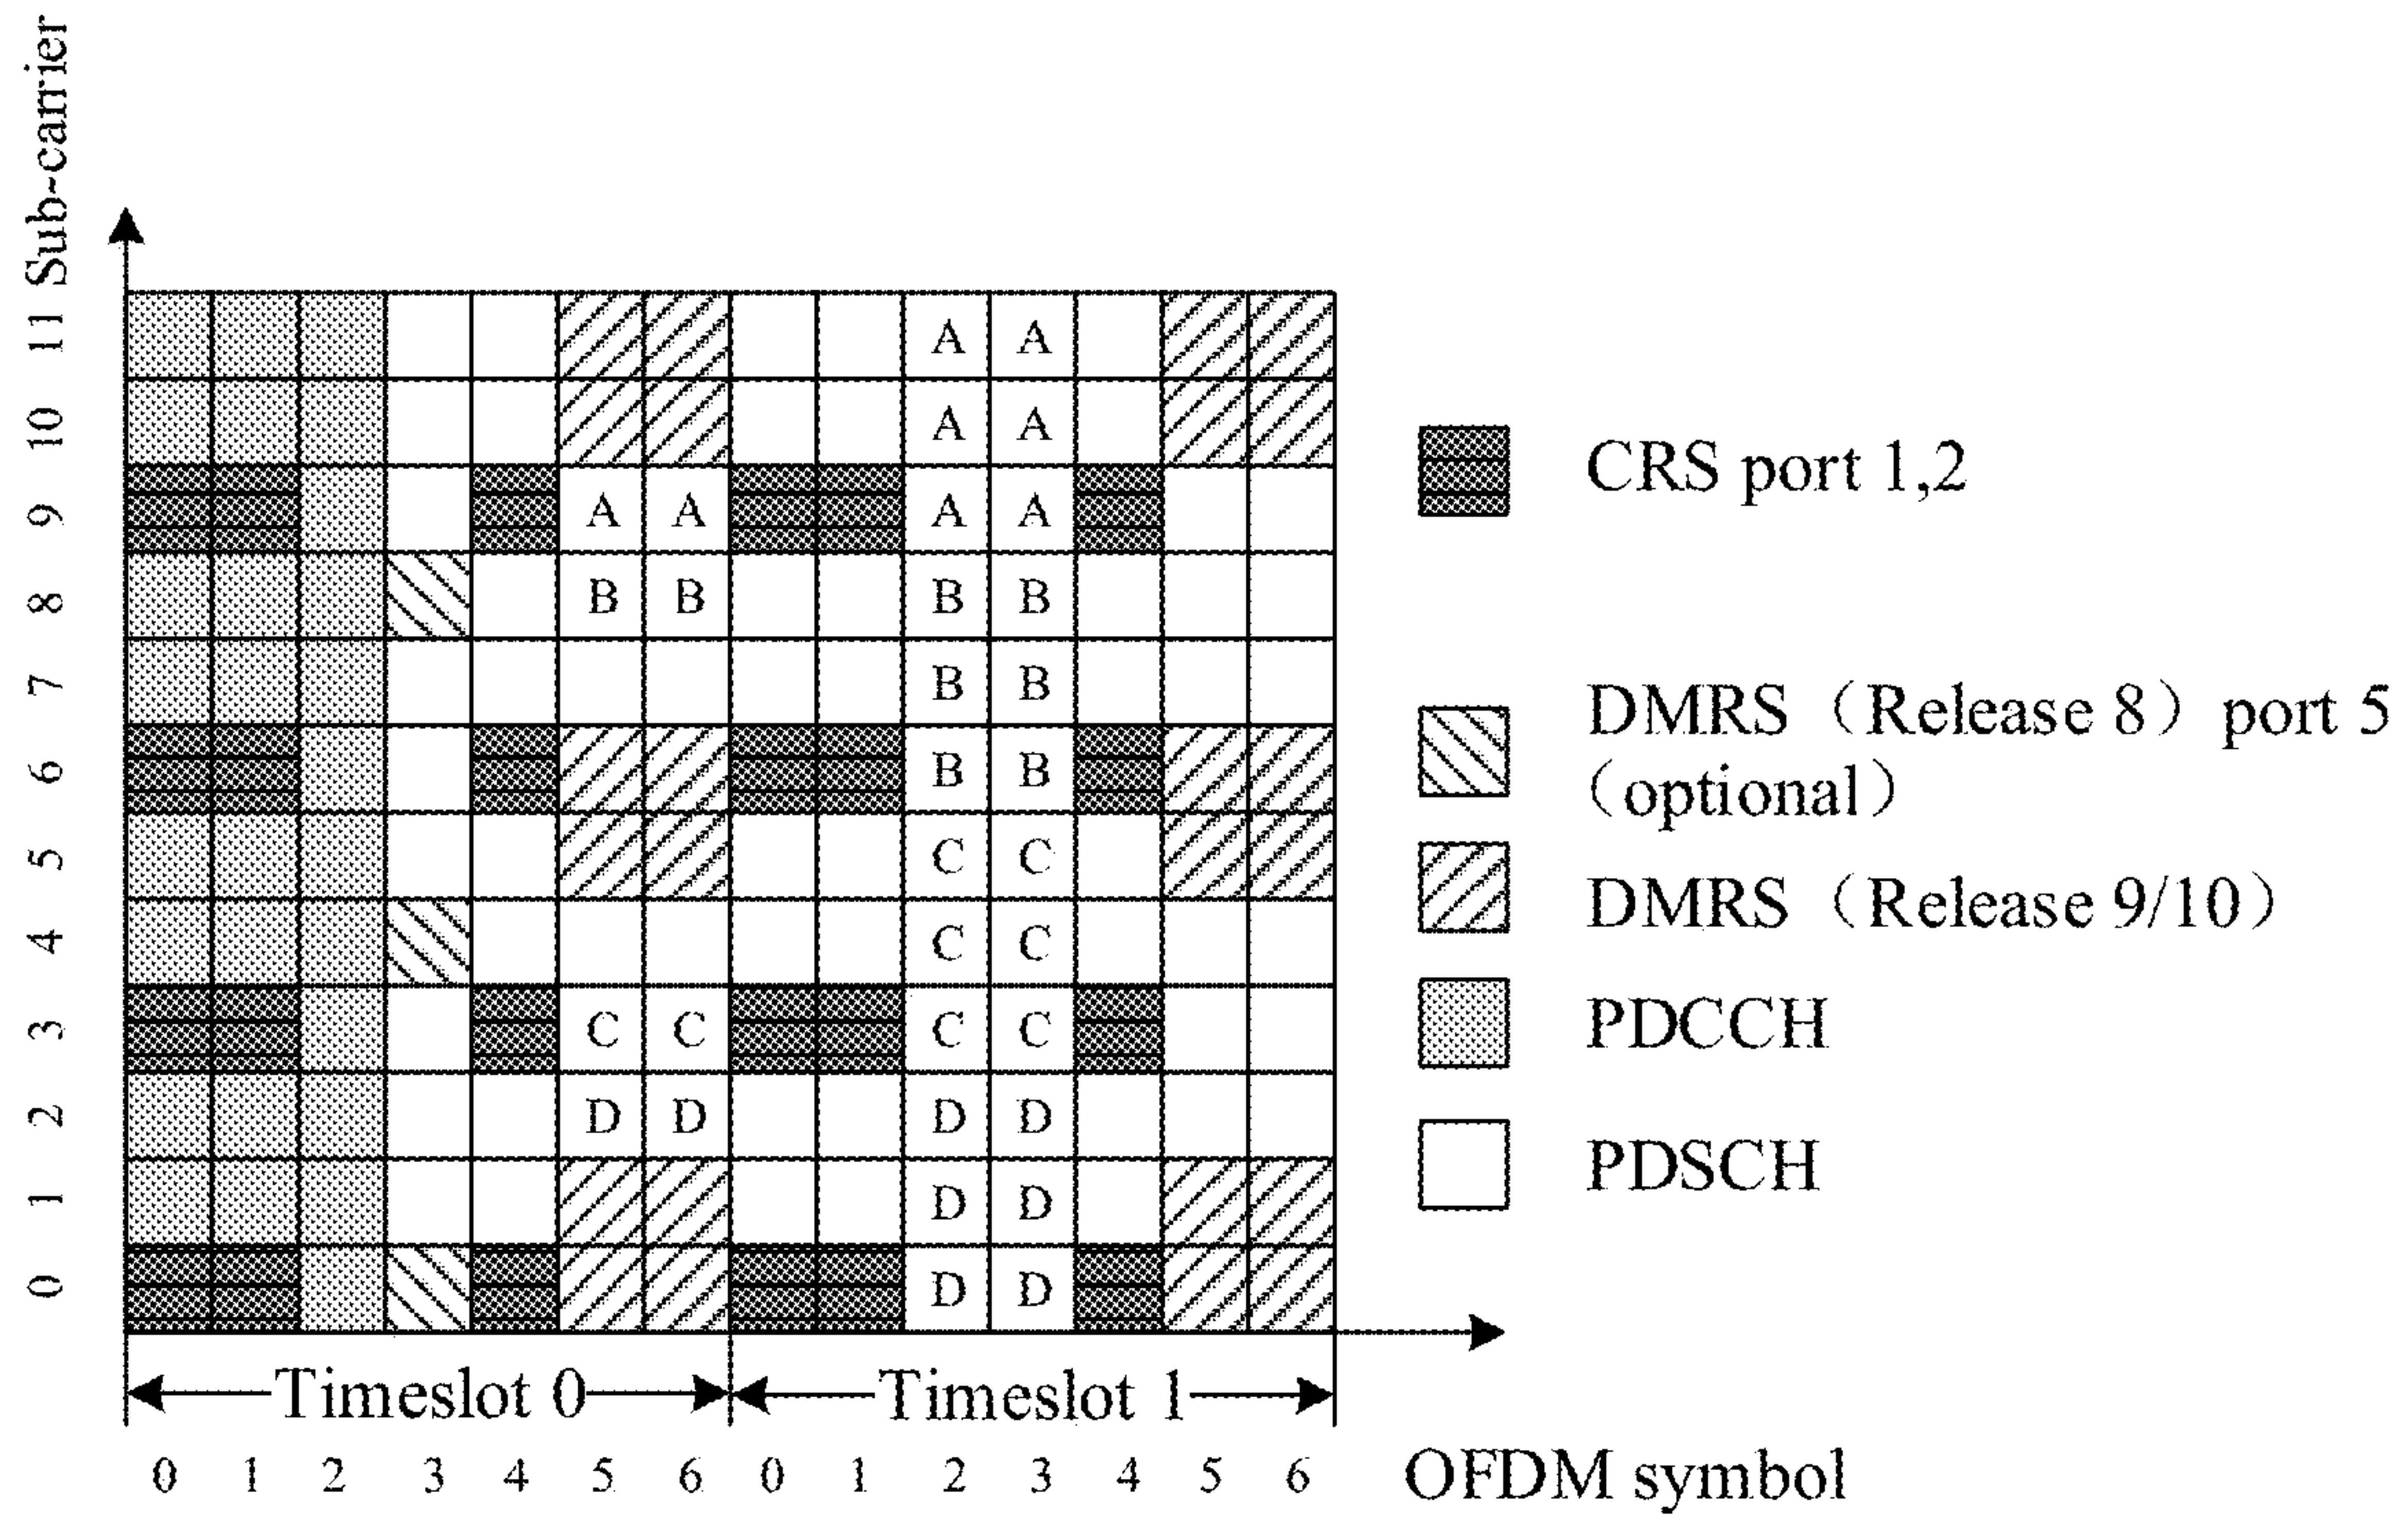 Sub-carrier
11 A A
10 A A
9 A A A A
8 B B B B
7 B B
6 B B
5 C C
4 C C
3 C C C C
2 D D D D
1 D D
0 D D
Timeslot 0 Timeslot 1
0 1 2 3 4 5 6 0 1 2 3 4 5 6 OFDM symbol
CRS port 1,2
DMRS（Release 8）port 5
（optional）
DMRS（Release 9/10）
PDCCH
PDSCH